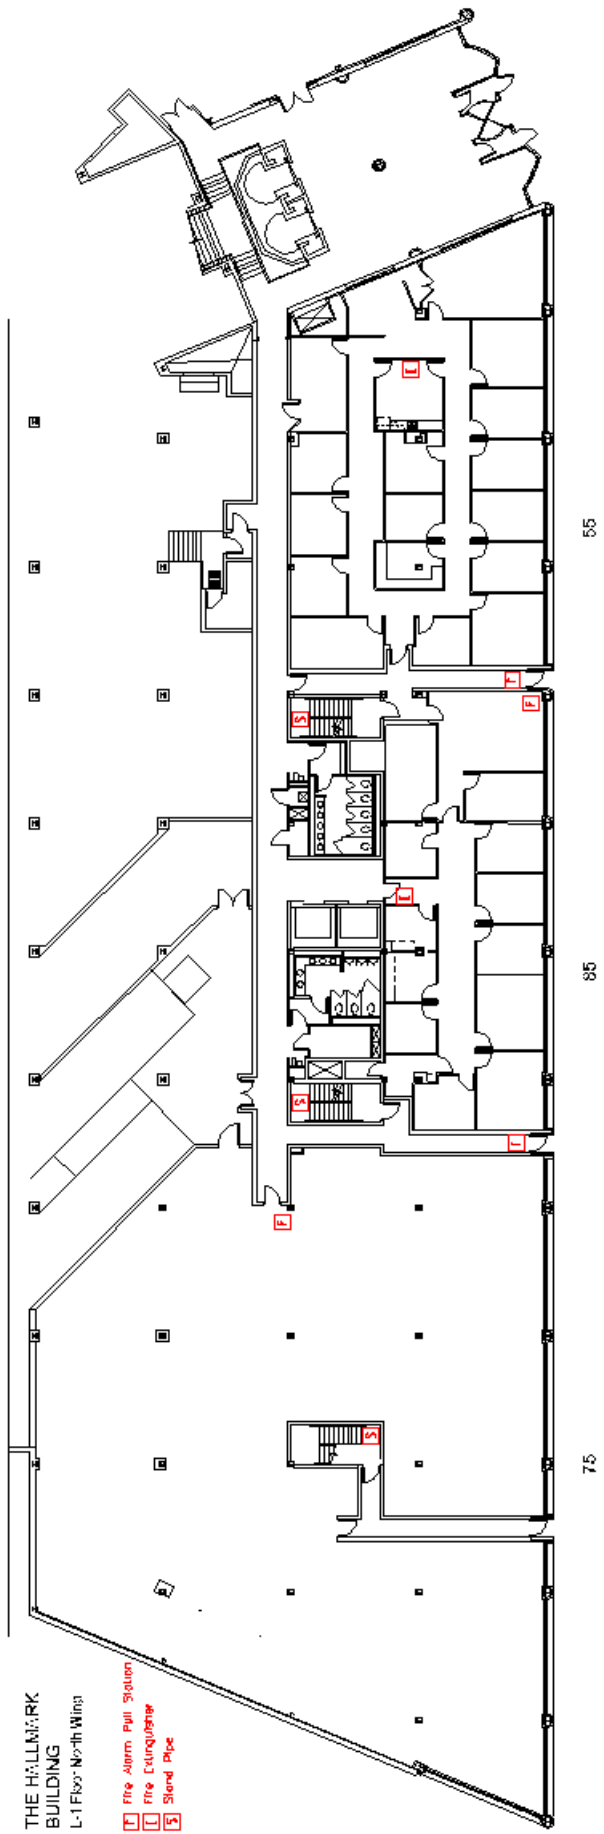 THE HALLMARK
BUILDING
L-1 Floor North Wing
F Fire Alarm Pull Station
E Fire Extinguisher
S Stand Pipe
55
85
75
E
F
F
S
E
S
E
F
S